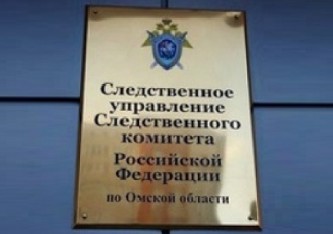 Следственное
управление
Следственного
комитета
Российской
Федерации
по Омской области